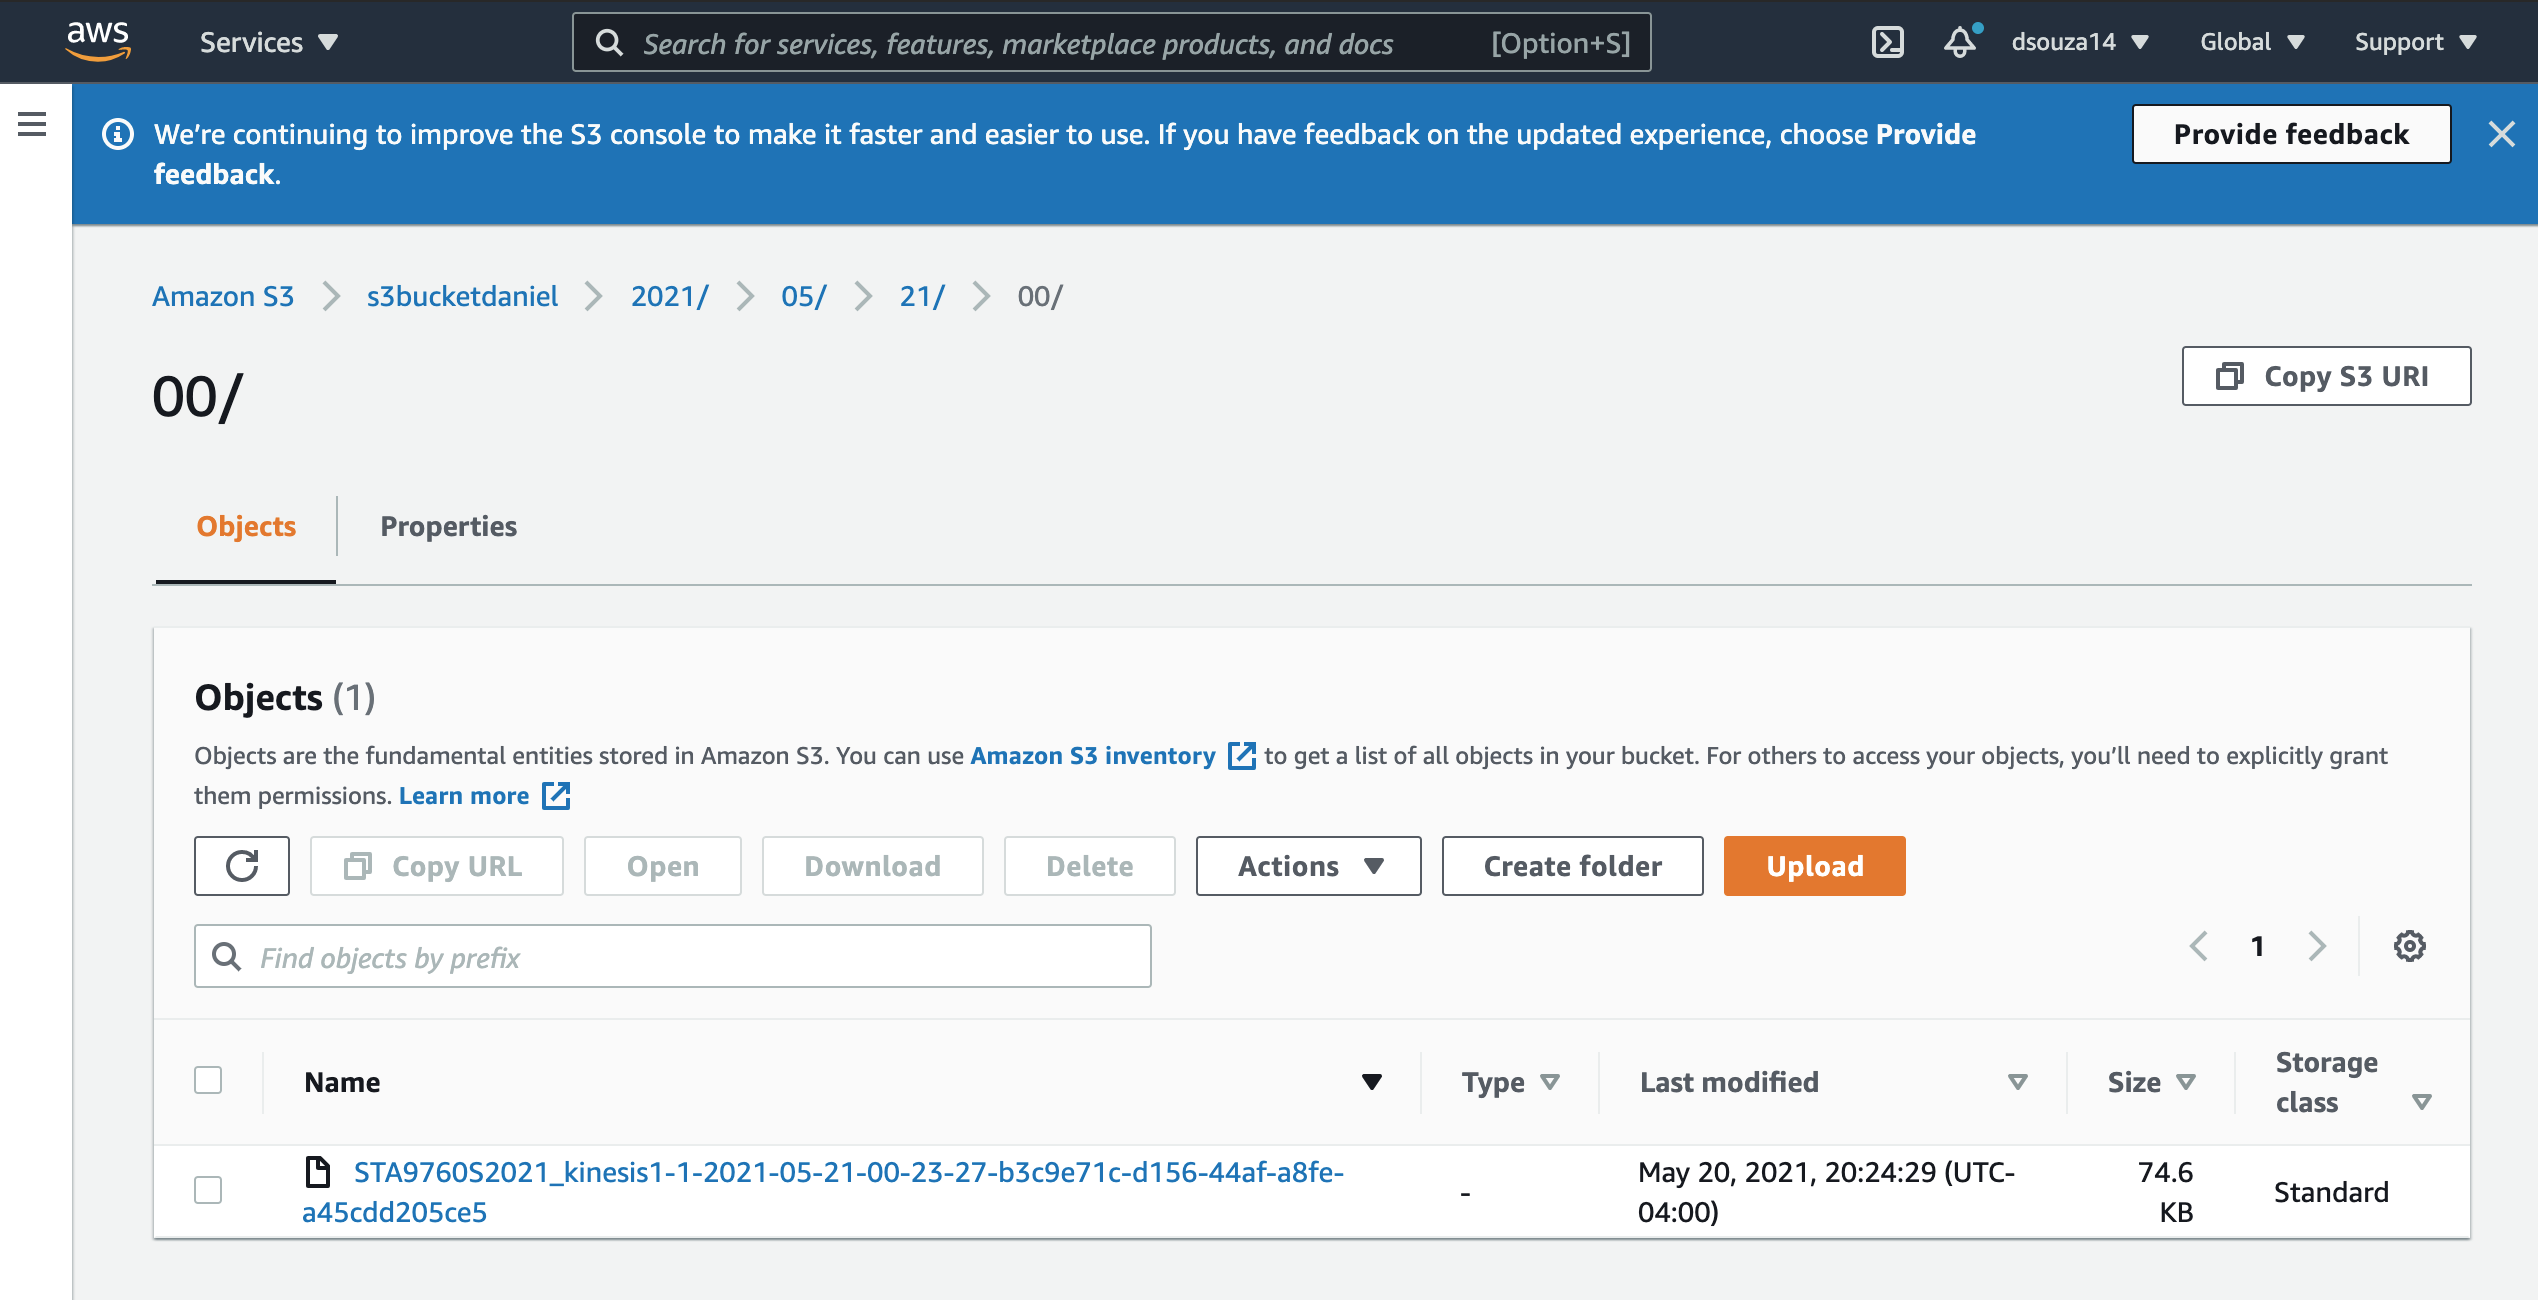 aws Services Search for services, features, marketplace products, and docs [Option+S] dsouza14 Global Support
We're continuing to improve the S3 console to make it faster and easier to use. If you have feedback on the updated experience, choose Provide
feedback.
Provide feedback
Amazon S3 s3bucketdaniel 2021/ 05/ 21/ 00/
00/
Copy S3 URI
Objects Properties
Objects (1)
Objects are the fundamental entities stored in Amazon S3. You can use Amazon S3 inventory to get a list of all objects in your bucket. For others to access your objects, you'll need to explicitly grant
them permissions. Learn more
Copy URL Open Download Delete Actions Create folder Upload
Find objects by prefix
1
Name Type Last modified Size Storage
class
STA9760S2021_kinesis1-1-2021-05-21-00-23-27-b3c9e71c-d156-44af-a8fe-
a45cdd205ce5
-
May 20, 2021, 20:24:29 (UTC-
04:00)
74.6
KB
Standard